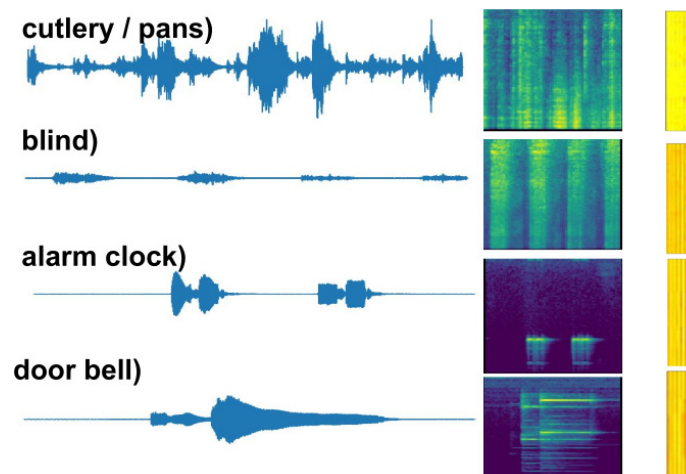 cutlery / pans)
blind)
alarm clock)
door bell)